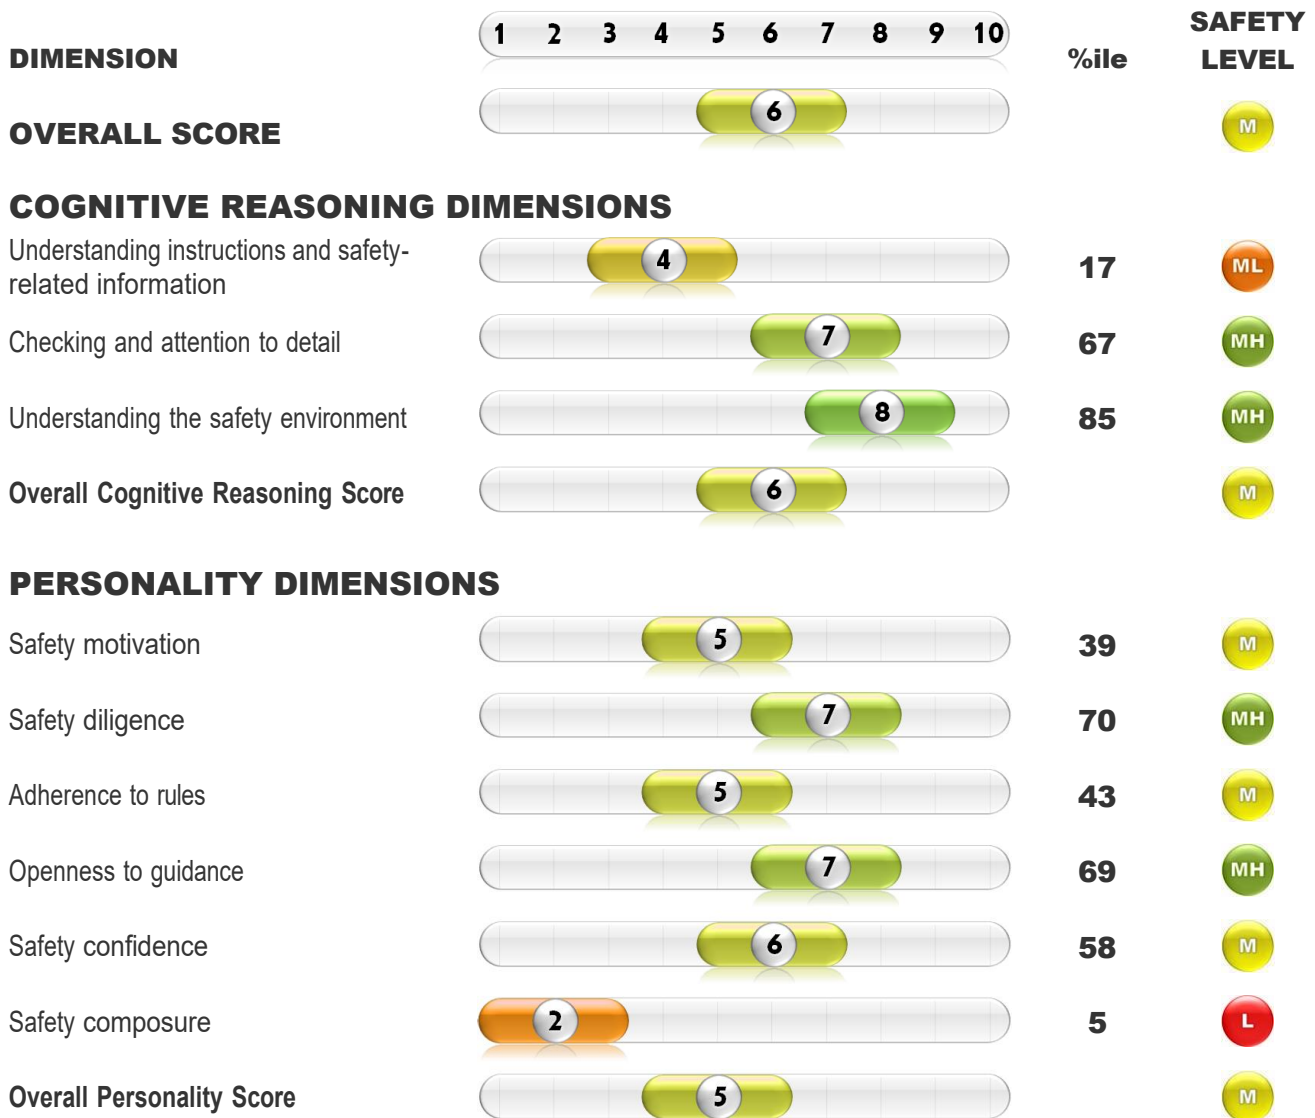 1 2 3 4 5 6 7 8 9 10
SAFETY
DIMENSION %ile LEVEL
OVERALL SCORE 6 M
COGNITIVE REASONING DIMENSIONS
Understanding instructions and safety-
related information 4 17 ML
Checking and attention to detail 7 67 MH
Understanding the safety environment 8 85 MH
Overall Cognitive Reasoning Score 6 M
PERSONALITY DIMENSIONS
Safety motivation 5 39 M
Safety diligence 7 70 MH
Adherence to rules 5 43 M
Openness to guidance 7 69 MH
Safety confidence 6 58 M
Safety composure 2 5 L
Overall Personality Score 5 M